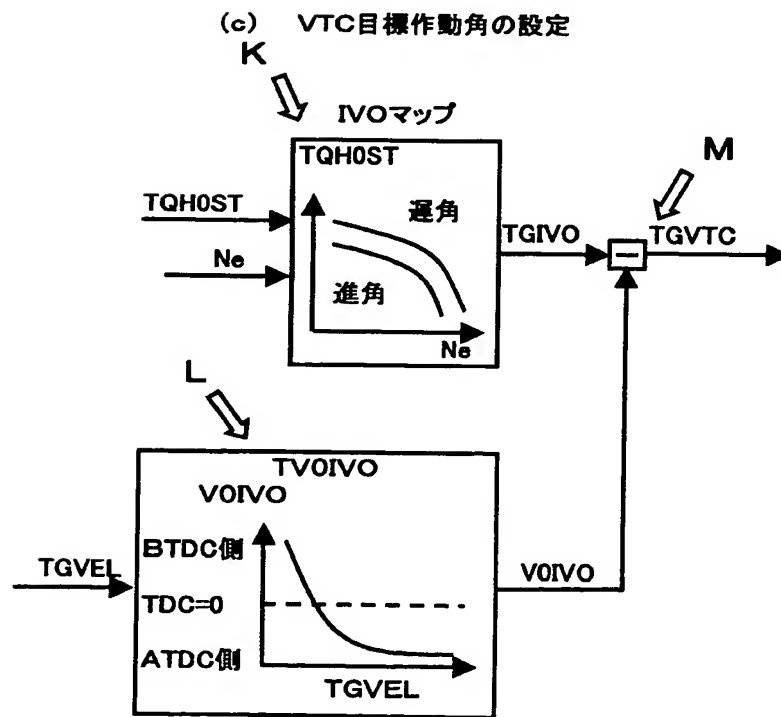 (c) VTC目標作動角の設定
K
IVOマップ
TQH0ST
M
TQH0ST
遅角
TGIVO
TGVTC
Ne
進角
Ne
L
TV0IVO
V0IVO
BTDC側
TGVEL
V0IVO
TDC=0
ATDC側
TGVEL